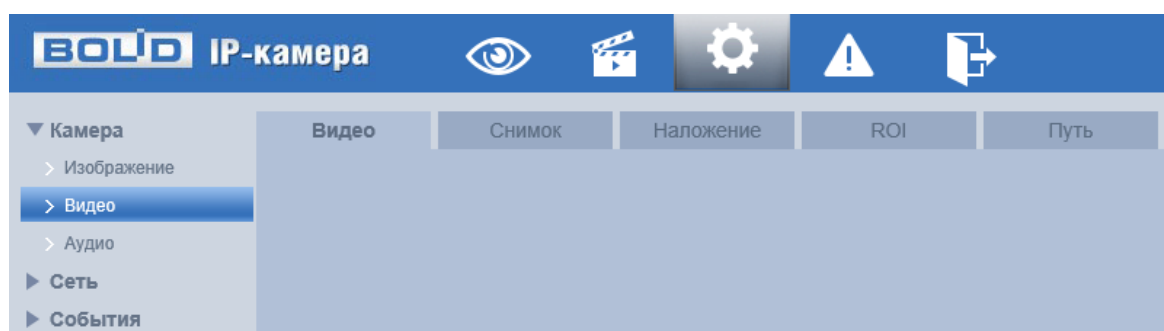 BOLID IP-камера
Камера
Видео Снимок Наложение ROI Путь
Изображение
Видео
Аудио
Сеть
События